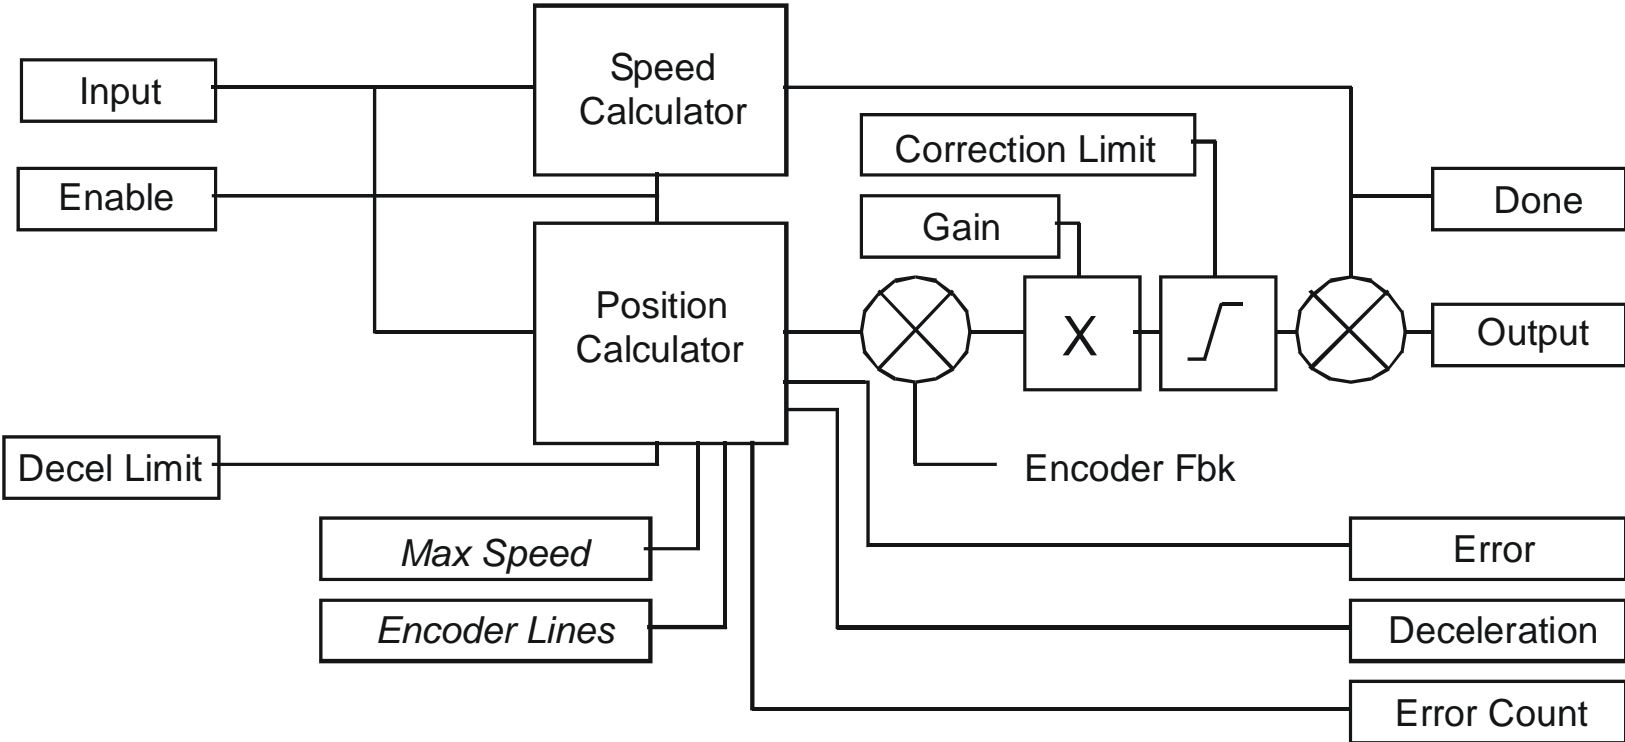 Input
Speed
Calculator
Correction Limit
Enable
Done
Gain
Position
Calculator
X
Output
Decel Limit
Encoder Fbk
Max Speed
Error
Encoder Lines
Deceleration
Error Count